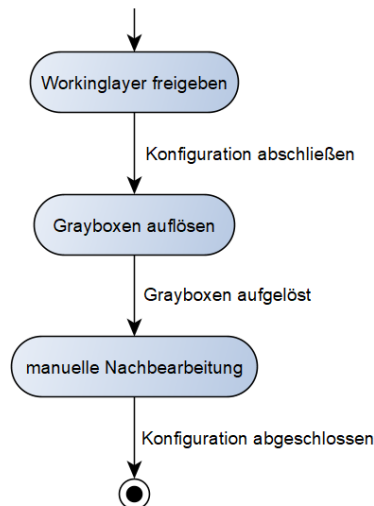 Workinglayer freigeben
Konfiguration abschließen
Grayboxen auflösen
Grayboxen aufgelöst
manuelle Nachbearbeitung
Konfiguration abgeschlossen